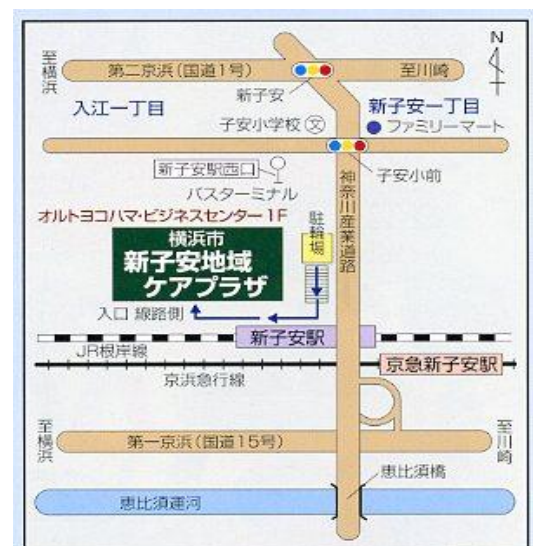 N
至横浜
第二京浜(国道1号)
至川崎
新子安
入江一丁目
新子安一丁目
子安小学校
文
ファミリーマート
新子安駅西口
子安小前
バスターミナル
神奈川産業道路
オルトヨコハマ・ビジネスセンター1F
駐輪場
横浜市
新子安地域
ケアプラザ
入口 線路側
新子安駅
JR根岸線
京急新子安駅
京浜急行線
至横浜
第一京浜(国道15号)
至川崎
恵比須橋
恵比須運河